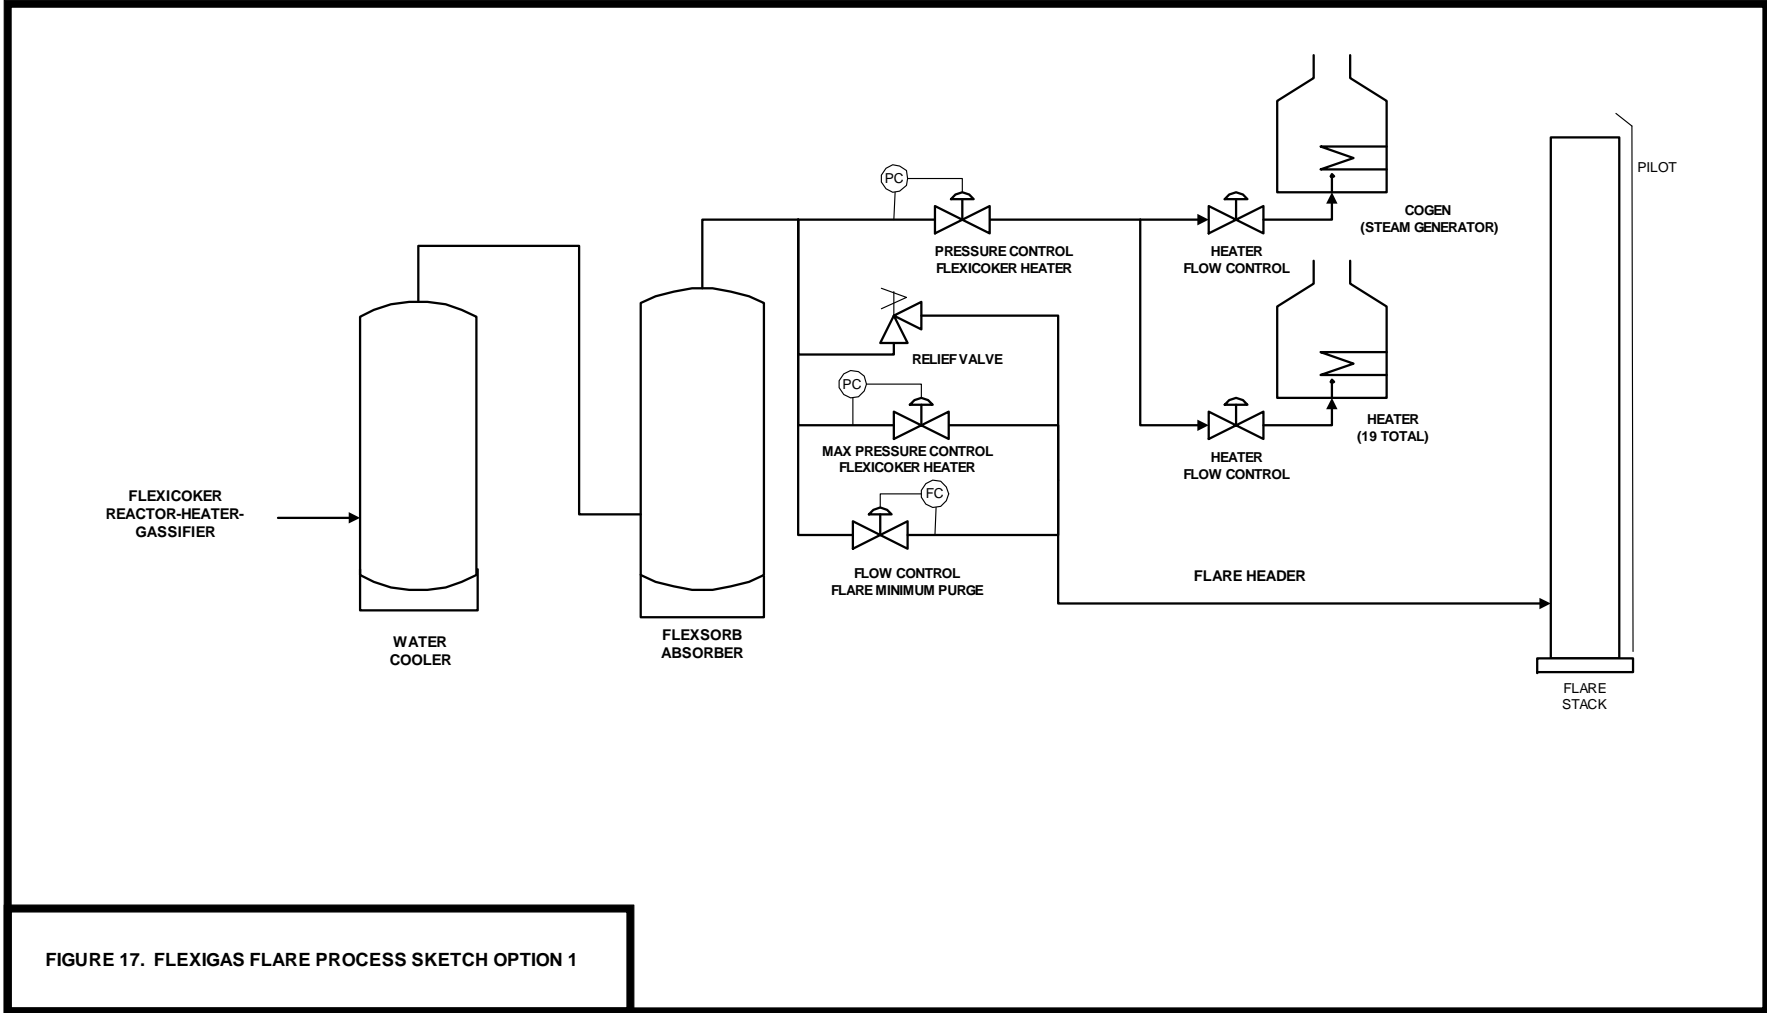 PILOT
PC
COGEN
(STEAM GENERATOR)
PRESSURE CONTROL
FLEXICOKER HEATER
HEATER
FLOW CONTROL
RELIEF VALVE
PC
HEATER
(19 TOTAL)
MAX PRESSURE CONTROL
FLEXICOKER HEATER
HEATER
FLOW CONTROL
FLEXICOKER
REACTOR-HEATER-
GASSIFIER
FC
FLOW CONTROL
FLARE MINIMUM PURGE
FLARE HEADER
WATER
COOLER
FLEXSORB
ABSORBER
FLARE
STACK
FIGURE 17. FLEXIGAS FLARE PROCESS SKETCH OPTION 1